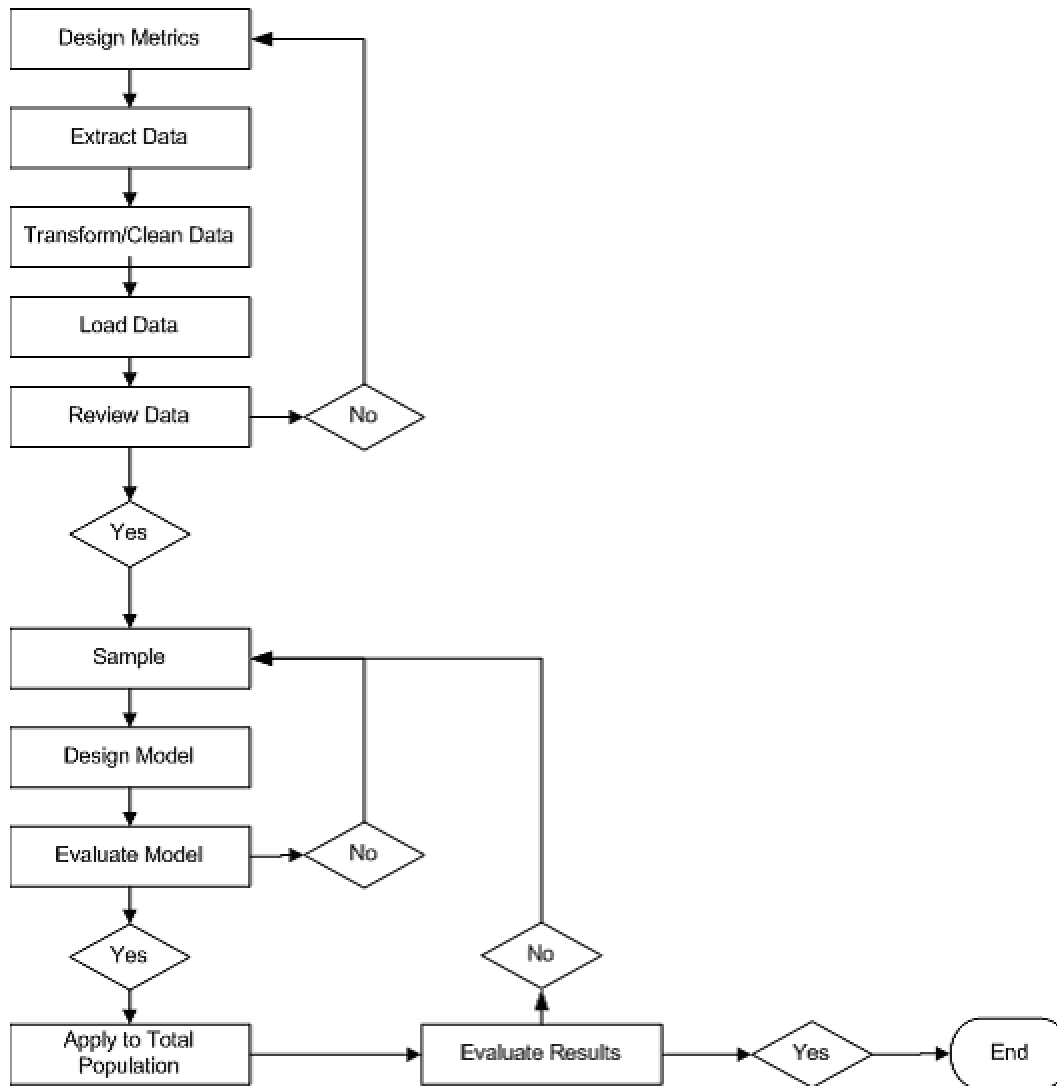 Design Metrics
Extract Data
Transform/Clean Data
Load Data
Review Data
No
Yes
Sample
Design Model
Evaluate Model
No
Yes
No
Apply to Total
Population
Evaluate Results
Yes
End